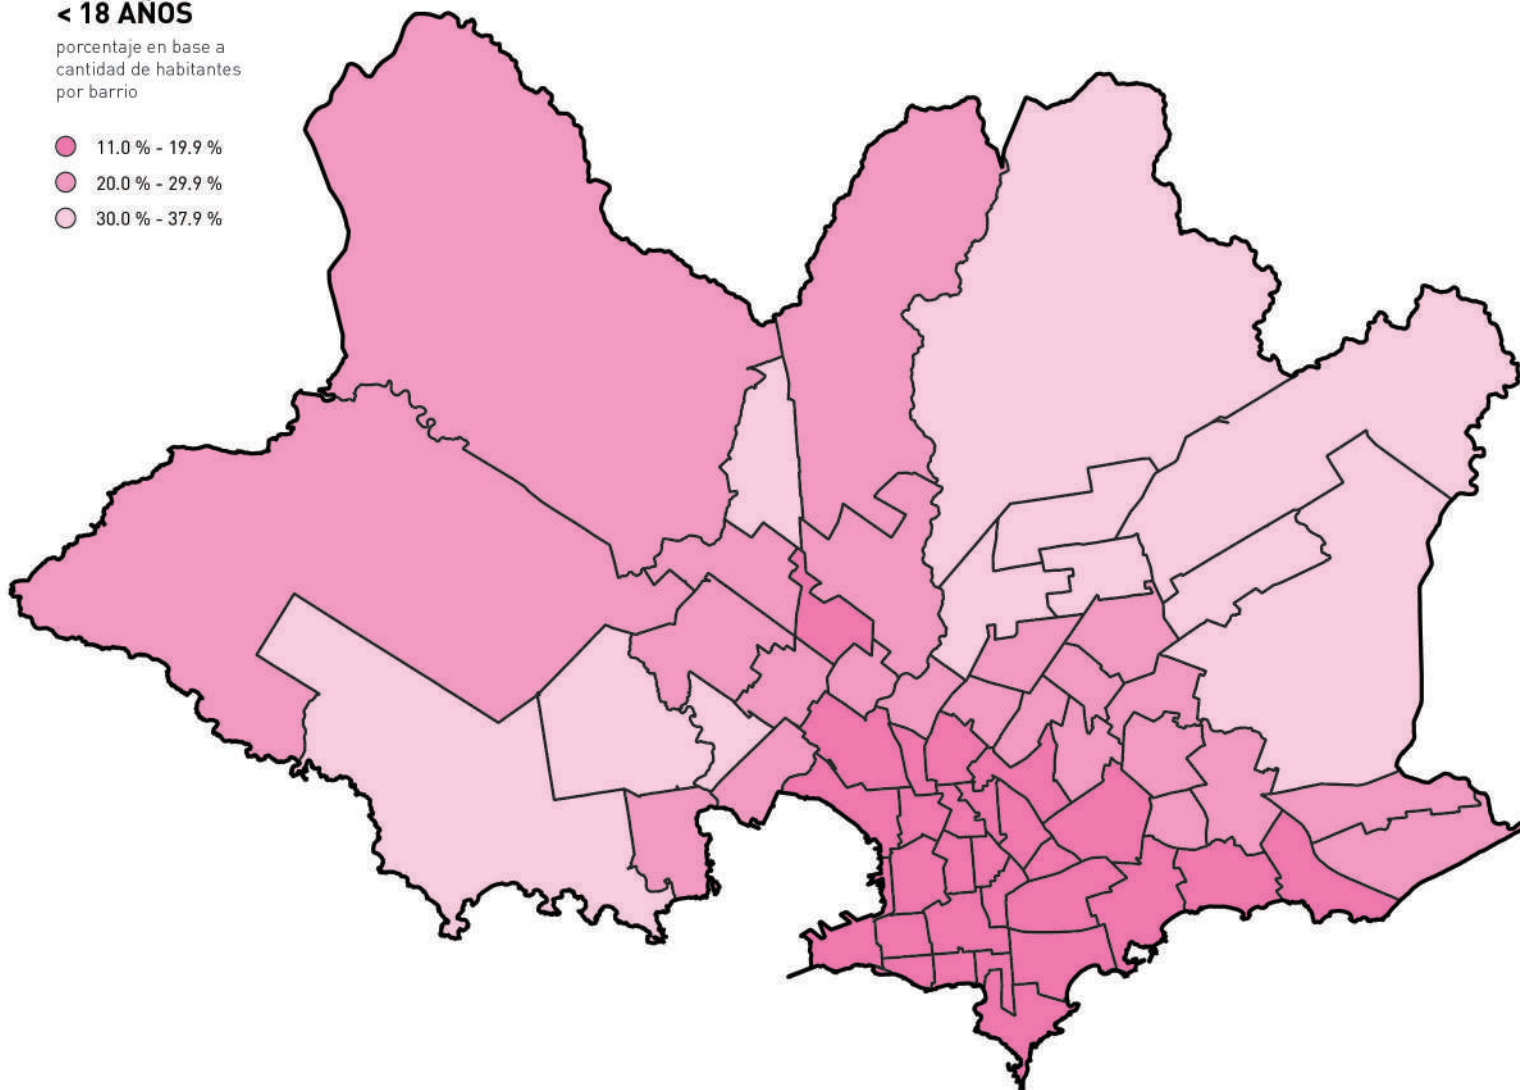 < 18 AÑOS
porcentaje en base a
cantidad de habitantes
por barrio
11.0 % - 19.9 %
20.0 % - 29.9 %
30.0 % - 37.9 %